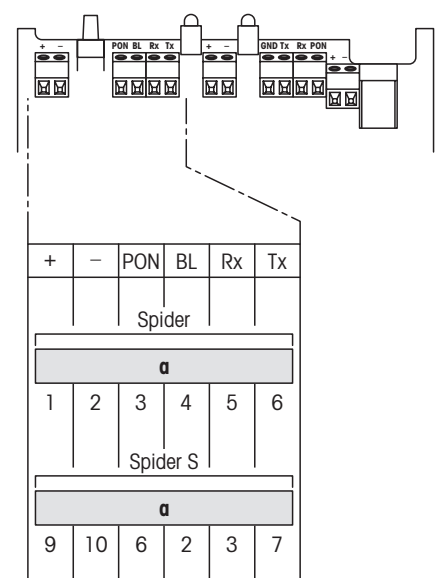 + − PON BL Rx Tx + − GND Tx Rx PON
+ −
+ − PON BL Rx Tx
Spider
a
1 2 3 4 5 6
Spider S
a
9 10 6 2 3 7